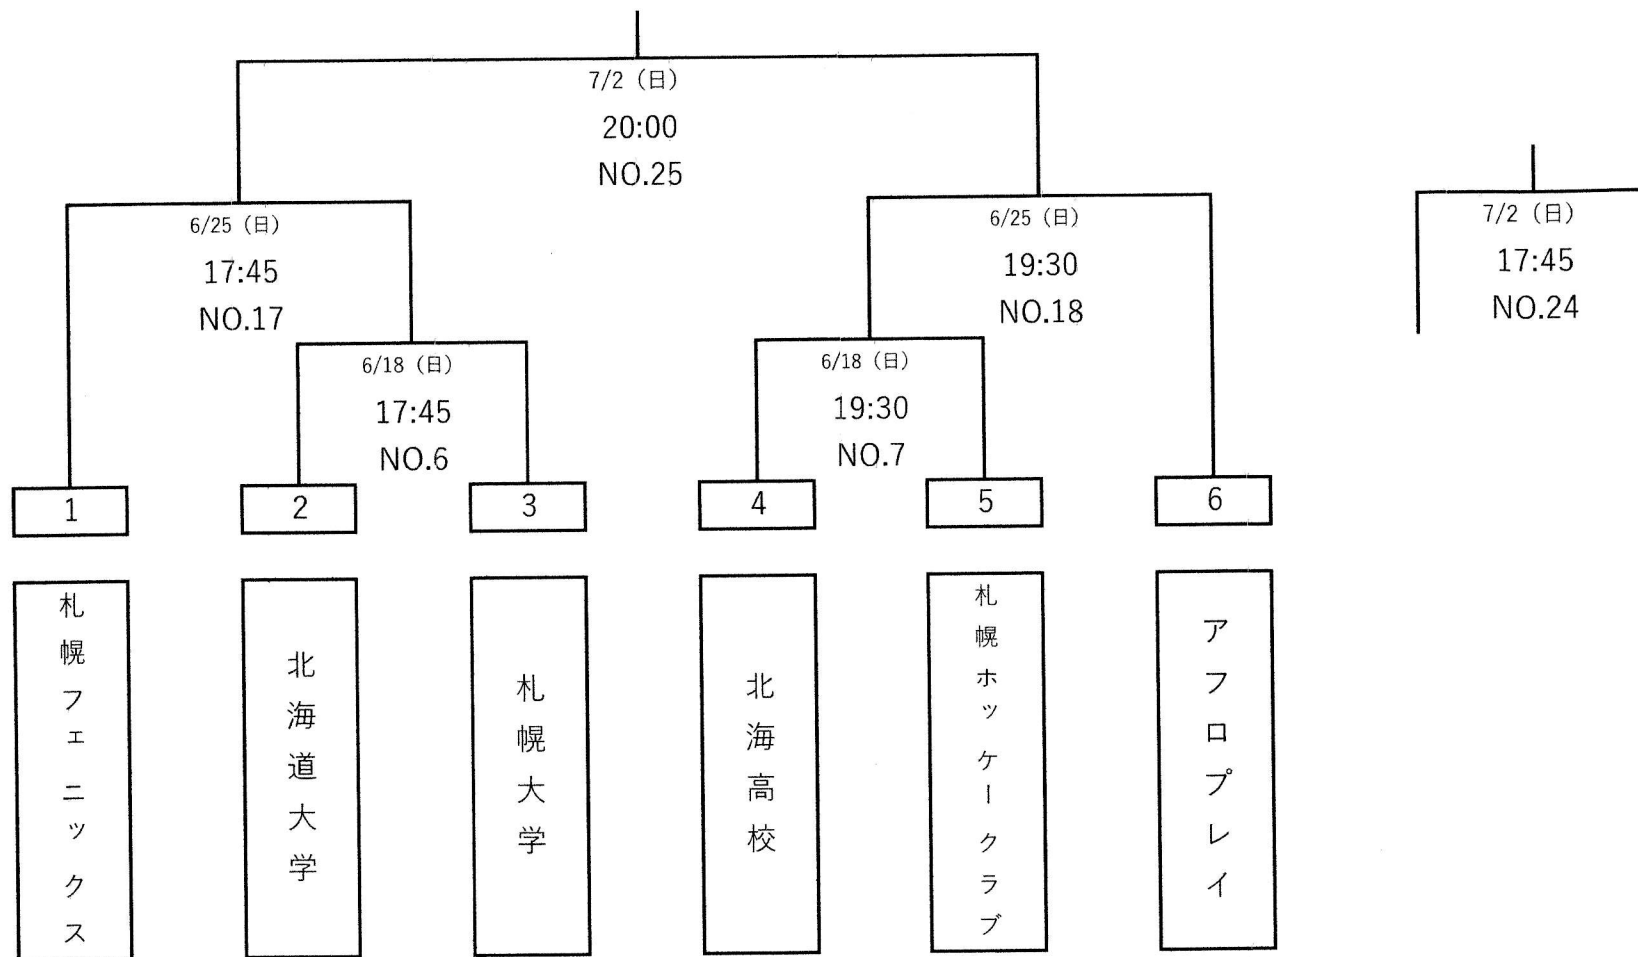 7/2（日）
20:00
NO.25
6/25（日）
17:45
NO.17
6/25（日）
19:30
NO.18
7/2（日）
17:45
NO.24
6/18（日）
17:45
NO.6
6/18（日）
19:30
NO.7
1
2
3
4
5
6
札幌フェニックス
北海道大学
札幌大学
北海高校
札幌ホッケークラブ
アフロプレイ